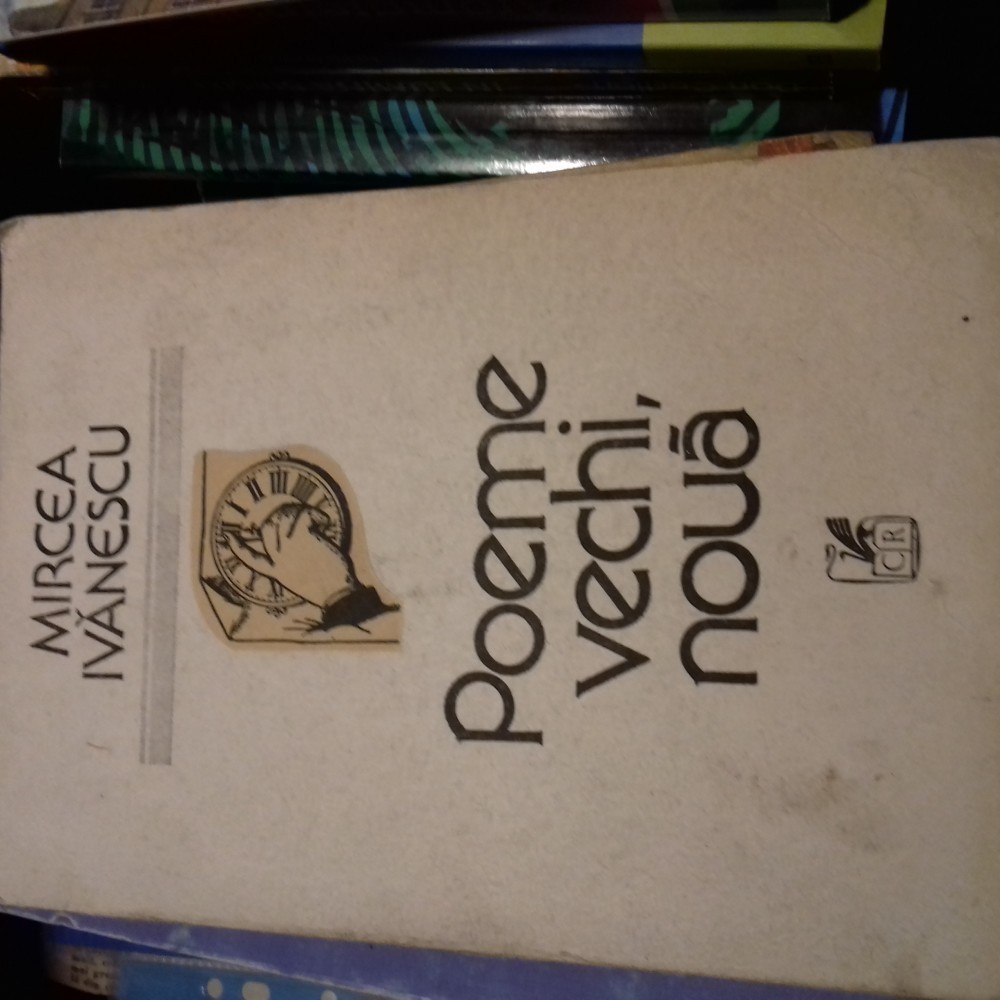 MIRCEA
IVĂNESCU
poeme
vechi,
nouă
CR